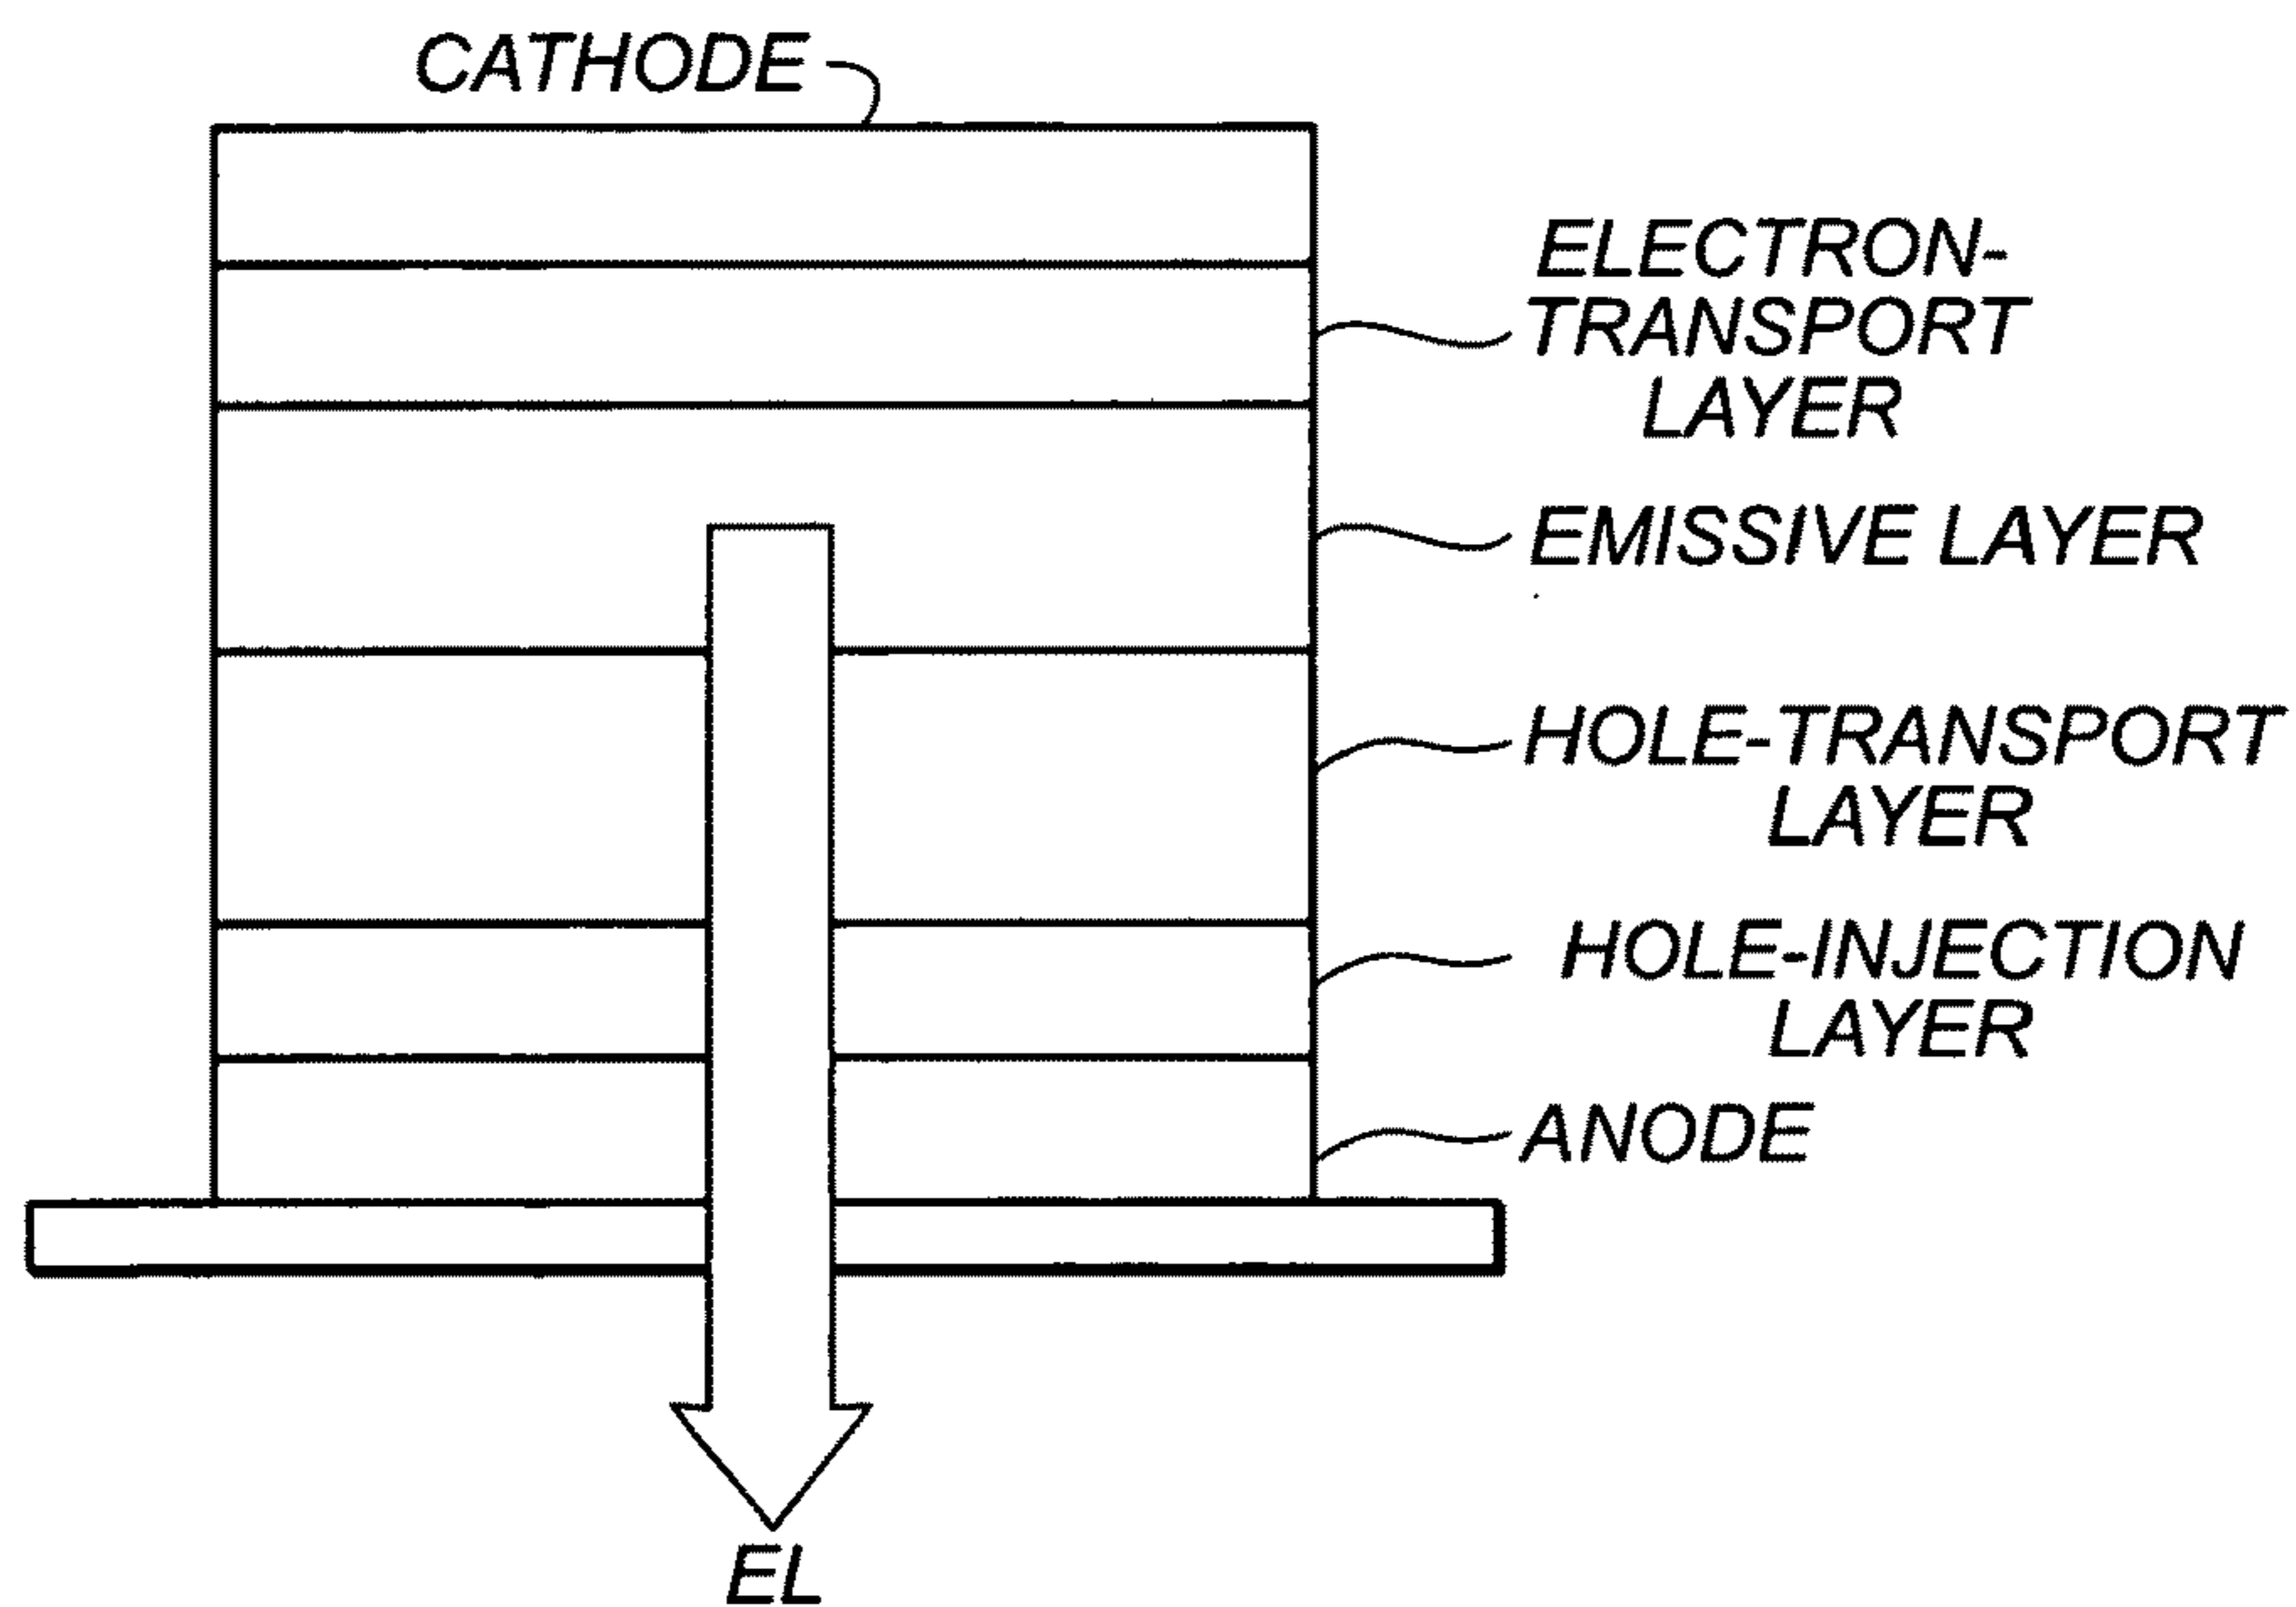 CATHODE
ELECTRON-
TRANSPORT
LAYER
EMISSIVE LAYER
HOLE-TRANSPORT
LAYER
HOLE-INJECTION
LAYER
ANODE
EL